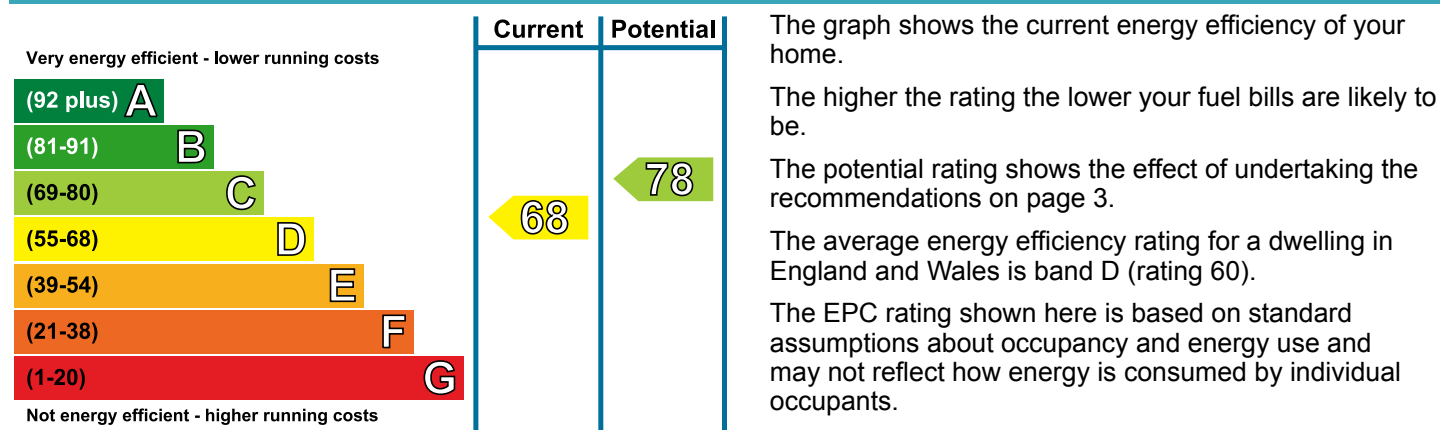 Current Potential
Very energy efficient - lower running costs
(92 plus) A
(81-91) B
(69-80) C
(55-68) D
(39-54) E
(21-38) F
(1-20) G
Not energy efficient - higher running costs
68
78
The graph shows the current energy efficiency of your
home.
The higher the rating the lower your fuel bills are likely to
be.
The potential rating shows the effect of undertaking the
recommendations on page 3.
The average energy efficiency rating for a dwelling in
England and Wales is band D (rating 60).
The EPC rating shown here is based on standard
assumptions about occupancy and energy use and
may not reflect how energy is consumed by individual
occupants.